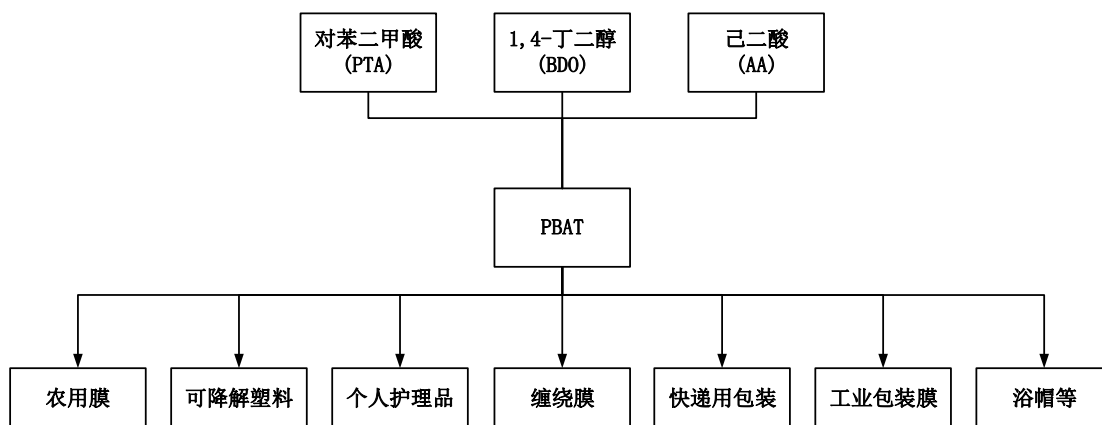 对苯二甲酸
(PTA)
1,4-丁二醇
(BDO)
己二酸
(AA)
PBAT
农用膜
可降解塑料
个人护理品
缠绕膜
快递用包装
工业包装膜
浴帽等